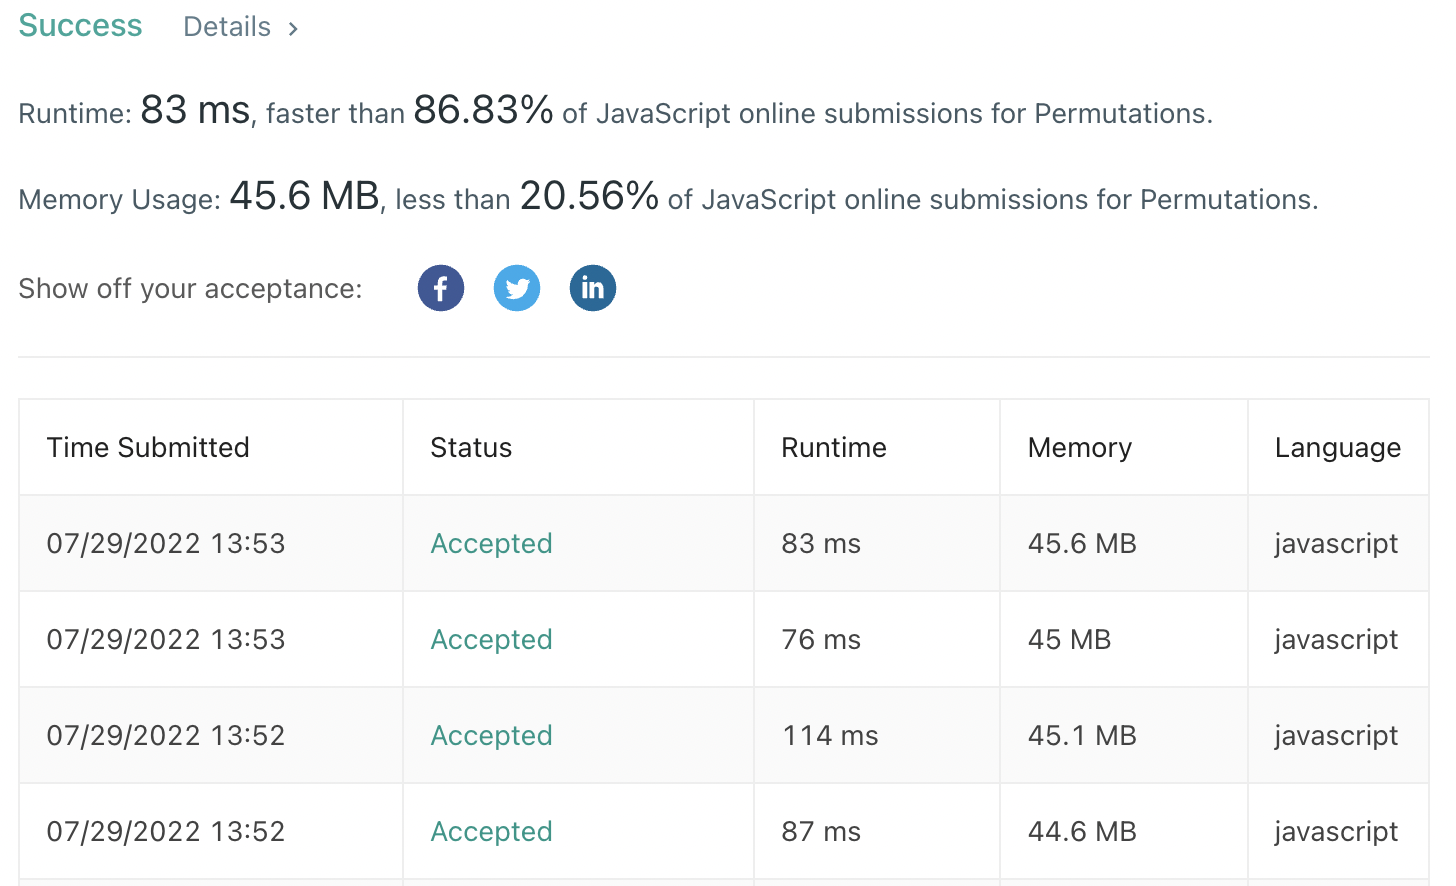 Success Details >
Runtime: 83 ms, faster than 86.83% of JavaScript online submissions for Permutations.
Memory Usage: 45.6 MB, less than 20.56% of JavaScript online submissions for Permutations.
Show off your acceptance: f in
Time Submitted Status Runtime Memory Language
07/29/2022 13:53 Accepted 83 ms 45.6 MB javascript
07/29/2022 13:53 Accepted 76 ms 45 MB javascript
07/29/2022 13:52 Accepted 114 ms 45.1 MB javascript
07/29/2022 13:52 Accepted 87 ms 44.6 MB javascript